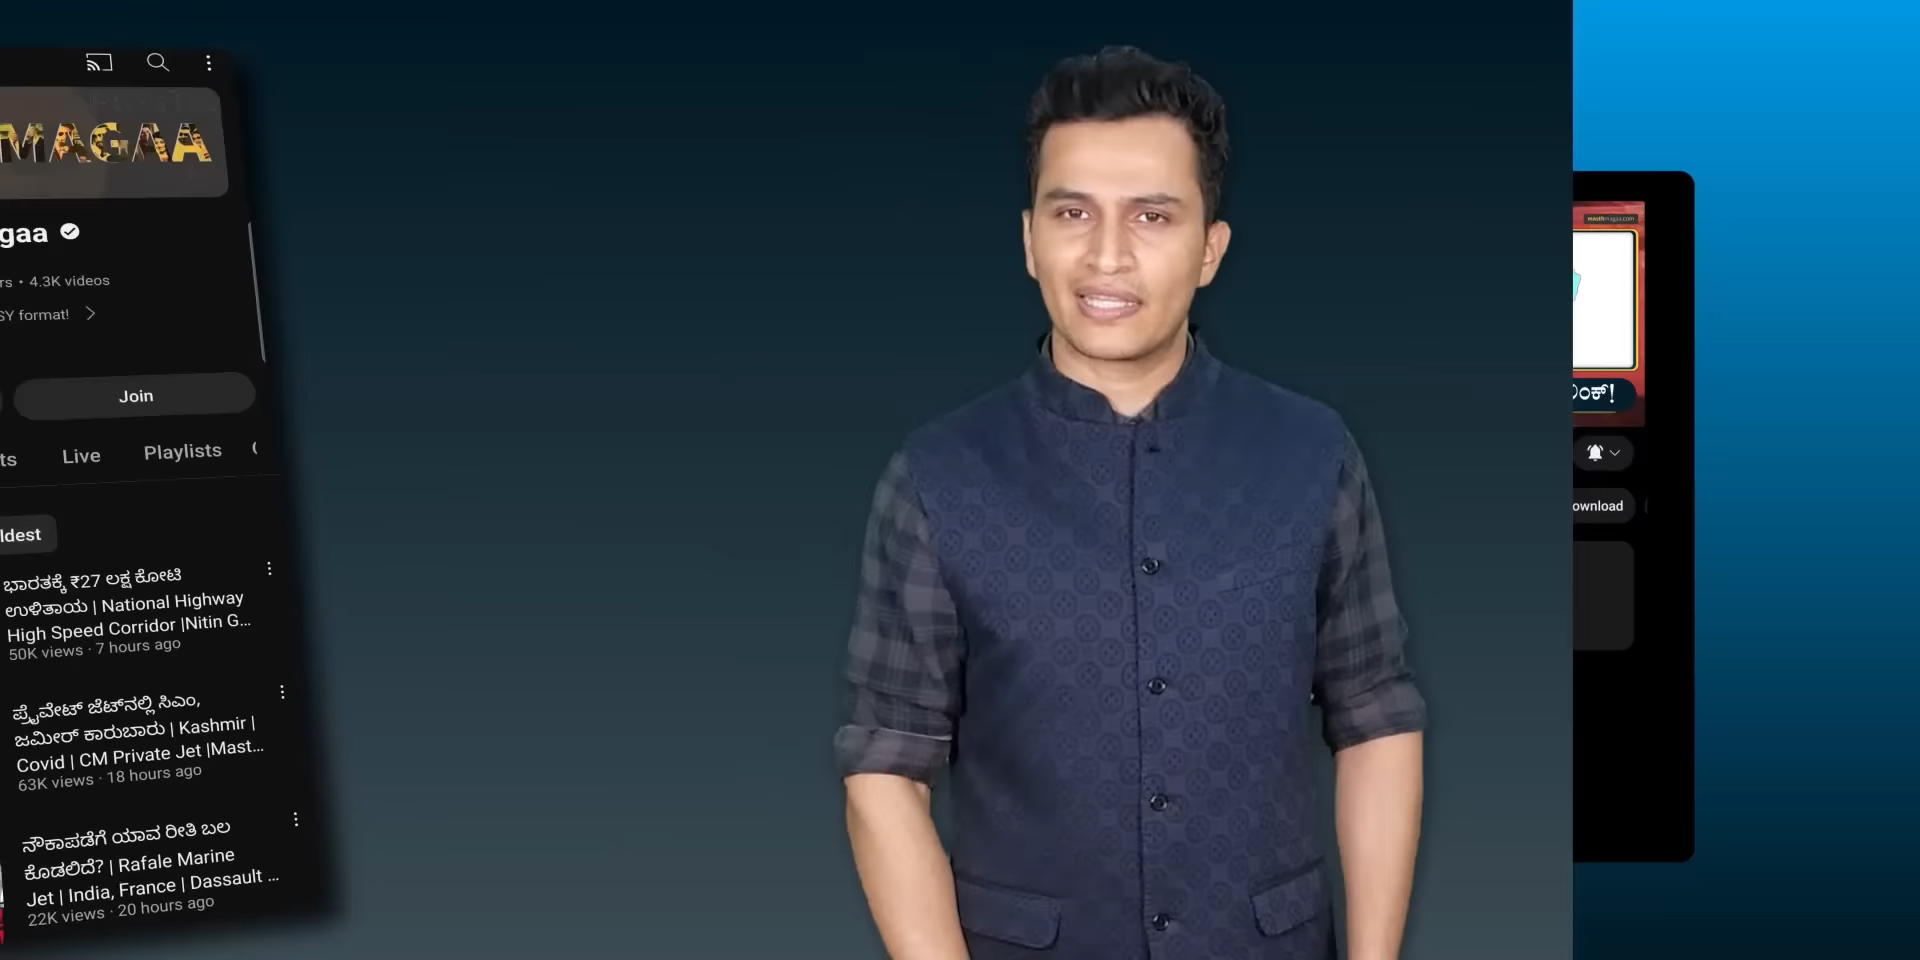 MAGAA
gaa
rs • 4.3K videos
SY format!
Join
ts Live Playlists
ldest
ಭಾರತಕ್ಕೆ ₹27 ಲಕ್ಷ ಕೋಟಿ
ಉಳಿತಾಯ | National Highway
High Speed Corridor |Nitin G...
50K views · 7 hours ago
ಪ್ರೈವೇಟ್ ಜೆಟ್‌ನಲ್ಲಿ ಸಿಎಂ,
ಜಮೀರ್ ಕಾರುಬಾರು | Kashmir |
Covid | CM Private Jet |Mast...
63K views · 18 hours ago
ನೌಕಾಪಡೆಗೆ ಯಾವ ರೀತಿ ಬಲ
ಕೊಡಲಿದೆ? | Rafale Marine
Jet | India, France | Dassault ...
22K views · 20 hours ago
masthmagaa.com
ಿಂಕ್!
ownload